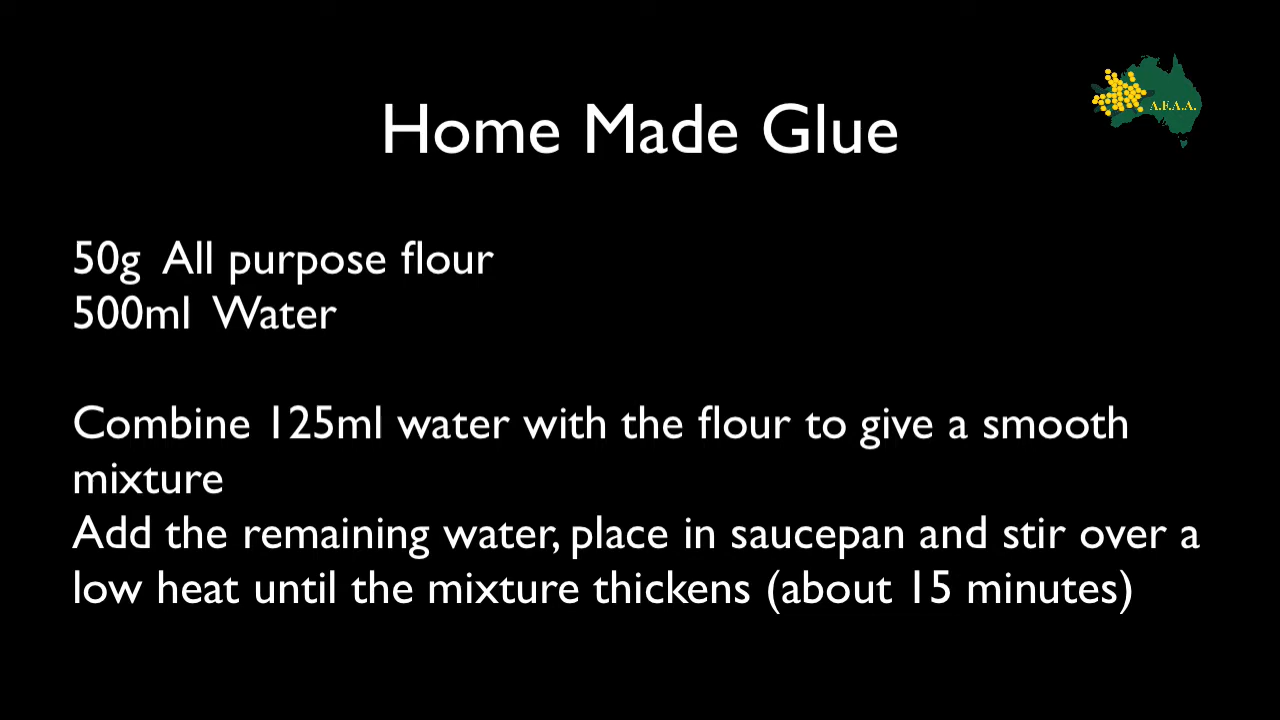 Home Made Glue
A.F.A.A.
50g  All purpose flour
500ml  Water
Combine 125ml water with the flour to give a smooth
mixture
Add the remaining water, place in saucepan and stir over a
low heat until the mixture thickens (about 15 minutes)